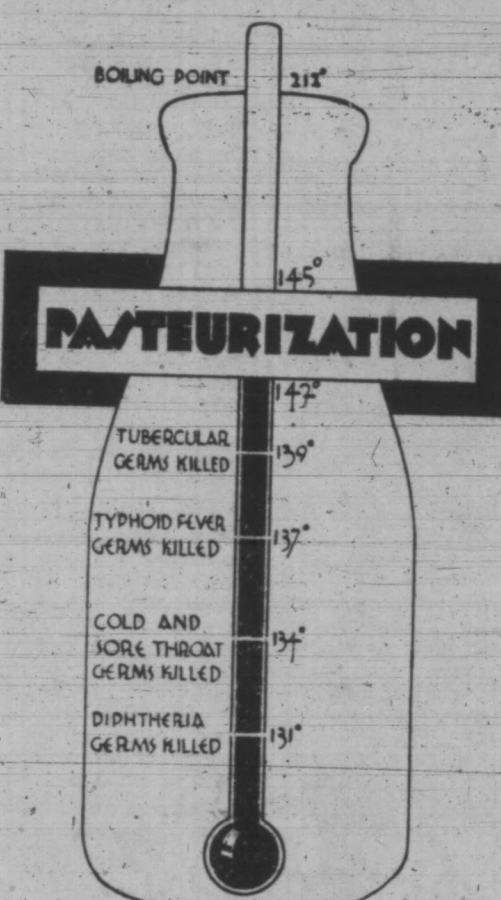 BOILING POINT 212°
145°
PASTEURIZATION
147°
TUBERCULAR
GERMS KILLED 139°
TYPHOID FEVER
GERMS KILLED 137°
COLD AND
SORE THROAT 134°
GERMS KILLED
DIPHTHERIA
GERMS KILLED 131°